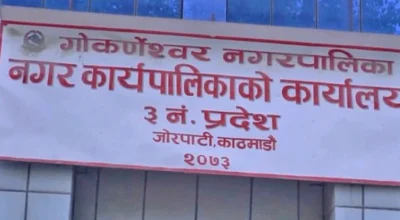 गोकर्णेश्वर नगरपालिका
नगर कार्यपालिकाको कार्यालय
३ नं. प्रदेश
जोरपाटी, काठमाडौं
२०७३